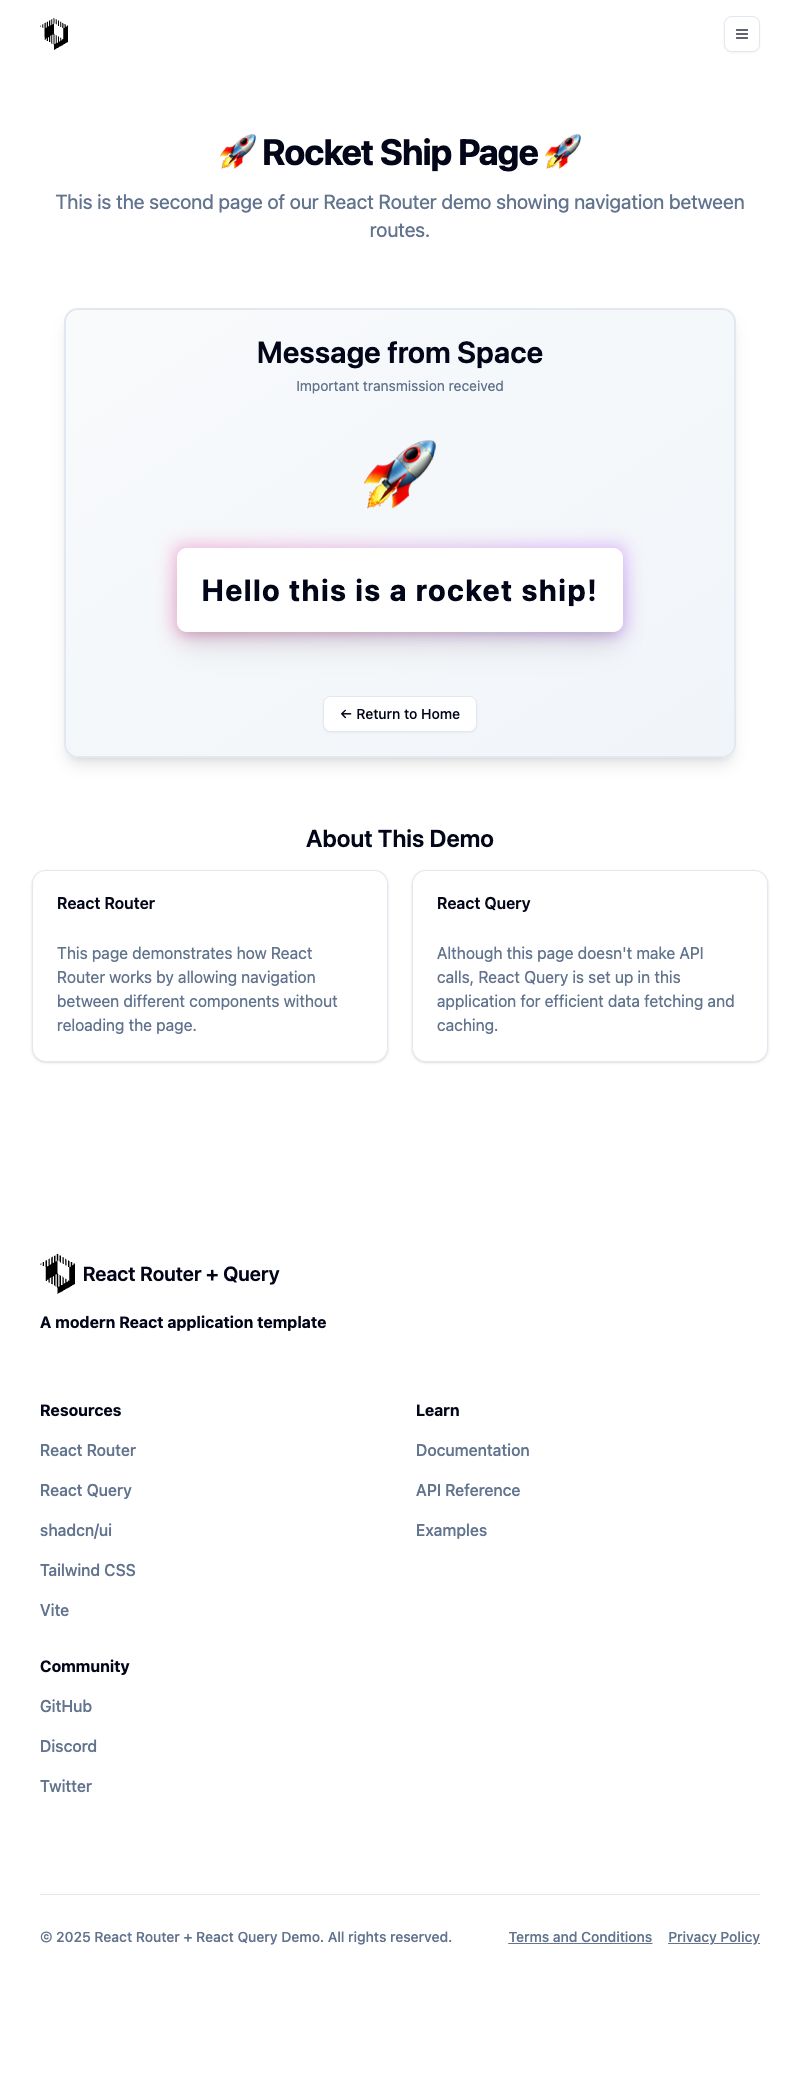 🚀 Rocket Ship Page 🚀
This is the second page of our React Router demo showing navigation between
routes.
Message from Space
Important transmission received
Hello this is a rocket ship!
← Return to Home
About This Demo
React Router
This page demonstrates how React
Router works by allowing navigation
between different components without
reloading the page.
React Query
Although this page doesn't make API
calls, React Query is set up in this
application for efficient data fetching and
caching.
React Router + Query
A modern React application template
Resources
React Router
React Query
shadcn/ui
Tailwind CSS
Vite
Learn
Documentation
API Reference
Examples
Community
GitHub
Discord
Twitter
© 2025 React Router + React Query Demo. All rights reserved.
Terms and Conditions
Privacy Policy